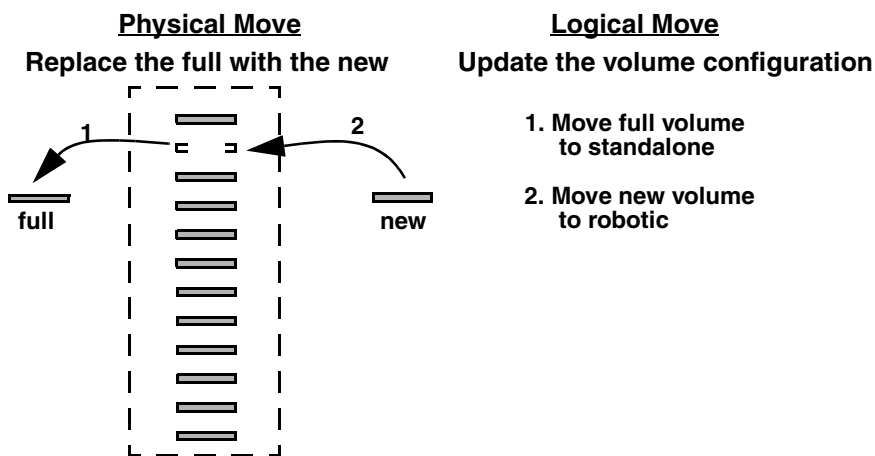 Physical Move
Replace the full with the new
1
2
full
new
Logical Move
Update the volume configuration
1. Move full volume
to standalone
2. Move new volume
to robotic